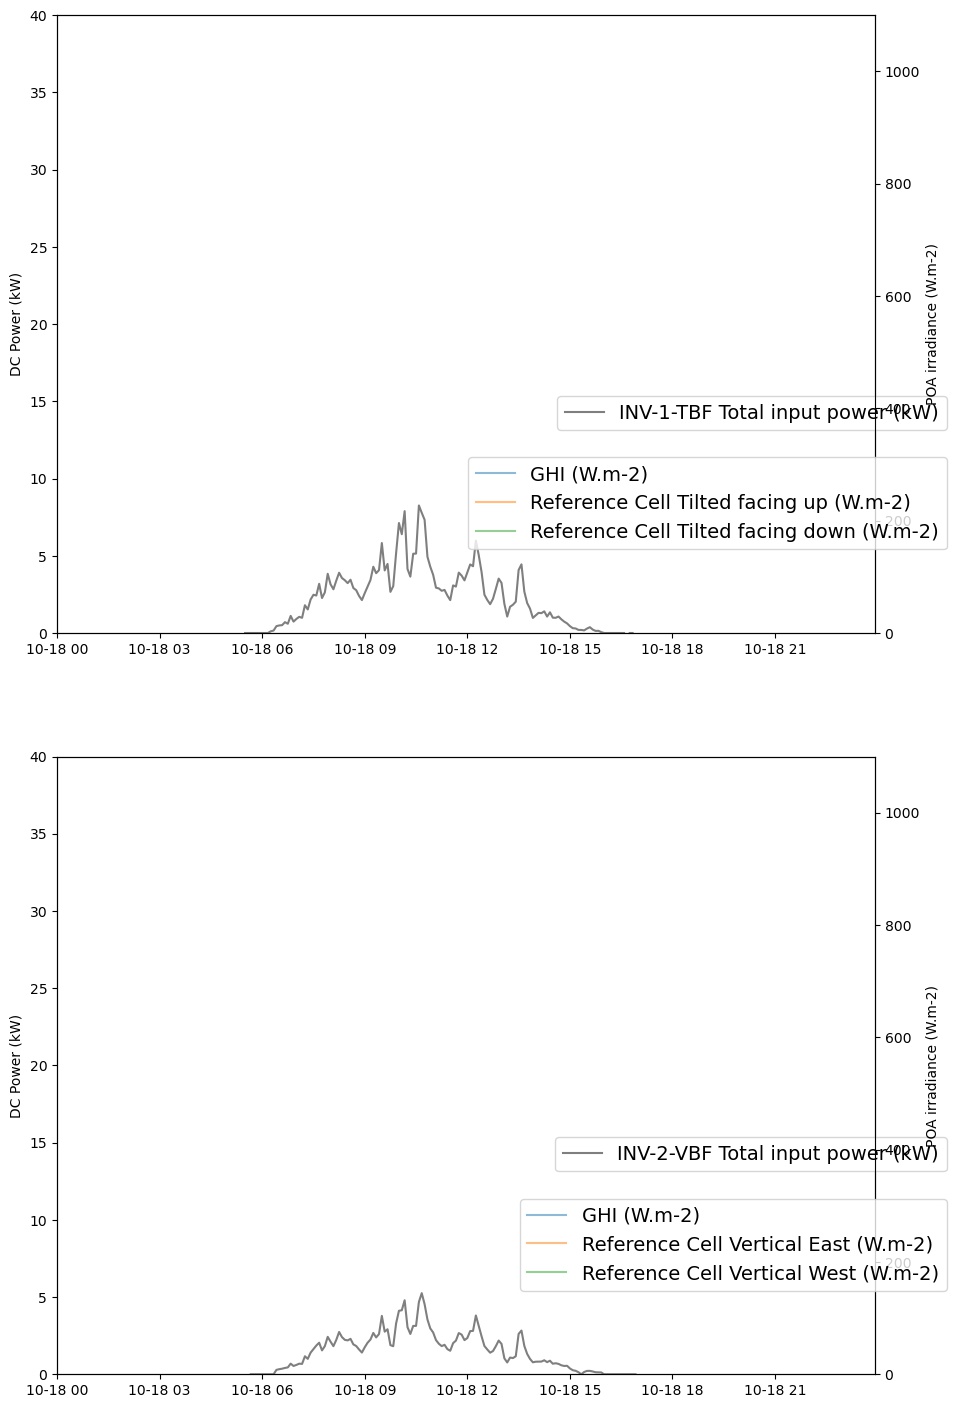 40
35
30
25
20
15
10
5
0
DC Power (kW)
1000
800
600
400
200
0
POA irradiance (W.m-2)
INV-1-TBF Total input power (kW)
GHI (W.m-2)
Reference Cell Tilted facing up (W.m-2)
Reference Cell Tilted facing down (W.m-2)
10-18 00 10-18 03 10-18 06 10-18 09 10-18 12 10-18 15 10-18 18 10-18 21
40
35
30
25
20
15
10
5
0
DC Power (kW)
1000
800
600
400
200
0
POA irradiance (W.m-2)
INV-2-VBF Total input power (kW)
GHI (W.m-2)
Reference Cell Vertical East (W.m-2)
Reference Cell Vertical West (W.m-2)
10-18 00 10-18 03 10-18 06 10-18 09 10-18 12 10-18 15 10-18 18 10-18 21